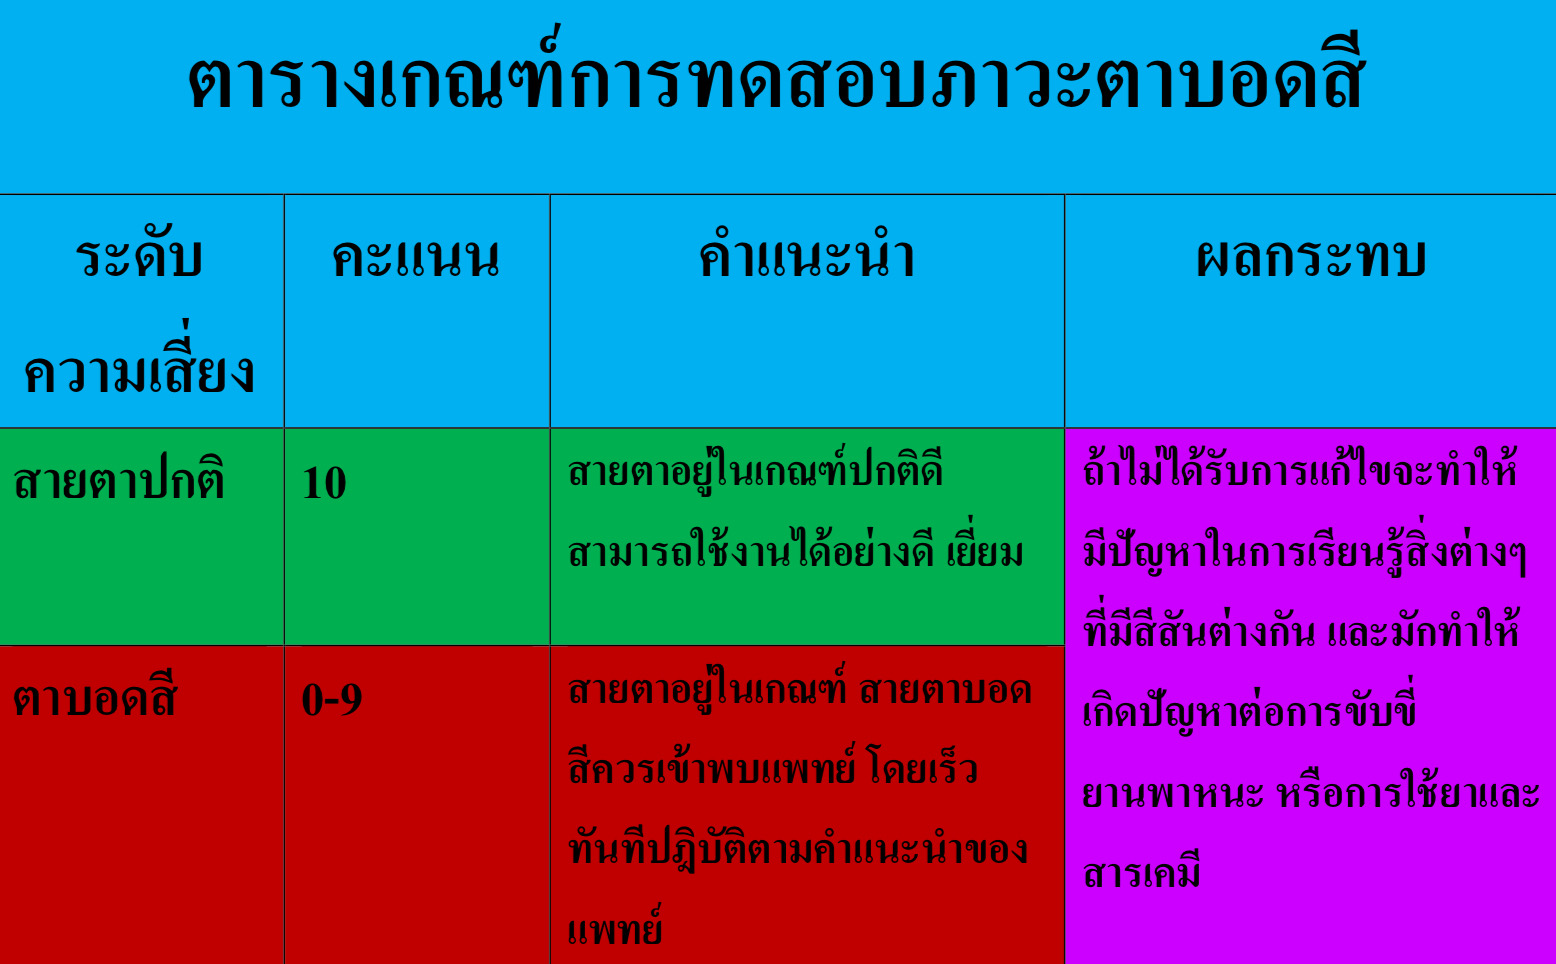 ตารางเกณฑ์การทดสอบภาวะตาบอดสี
ระดับ
ความเสี่ยง
คะแนน
คำแนะนำ
ผลกระทบ
สายตาปกติ
10
สายตาอยู่ในเกณฑ์ปกติดี
สามารถใช้งานได้อย่างดี เยี่ยม
ถ้าไม่ได้รับการแก้ไขจะทำให้
มีปัญหาในการเรียนรู้สิ่งต่างๆ
ที่มีสีสันต่างกัน และมักทำให้
เกิดปัญหาต่อการขับขี่
ยานพาหนะ หรือการใช้ยาและ
สารเคมี
ตาบอดสี
0-9
สายตาอยู่ในเกณฑ์ สายตาบอด
สีควรเข้าพบแพทย์ โดยเร็ว
ทันทีปฎิบัติตามคำแนะนำของ
แพทย์